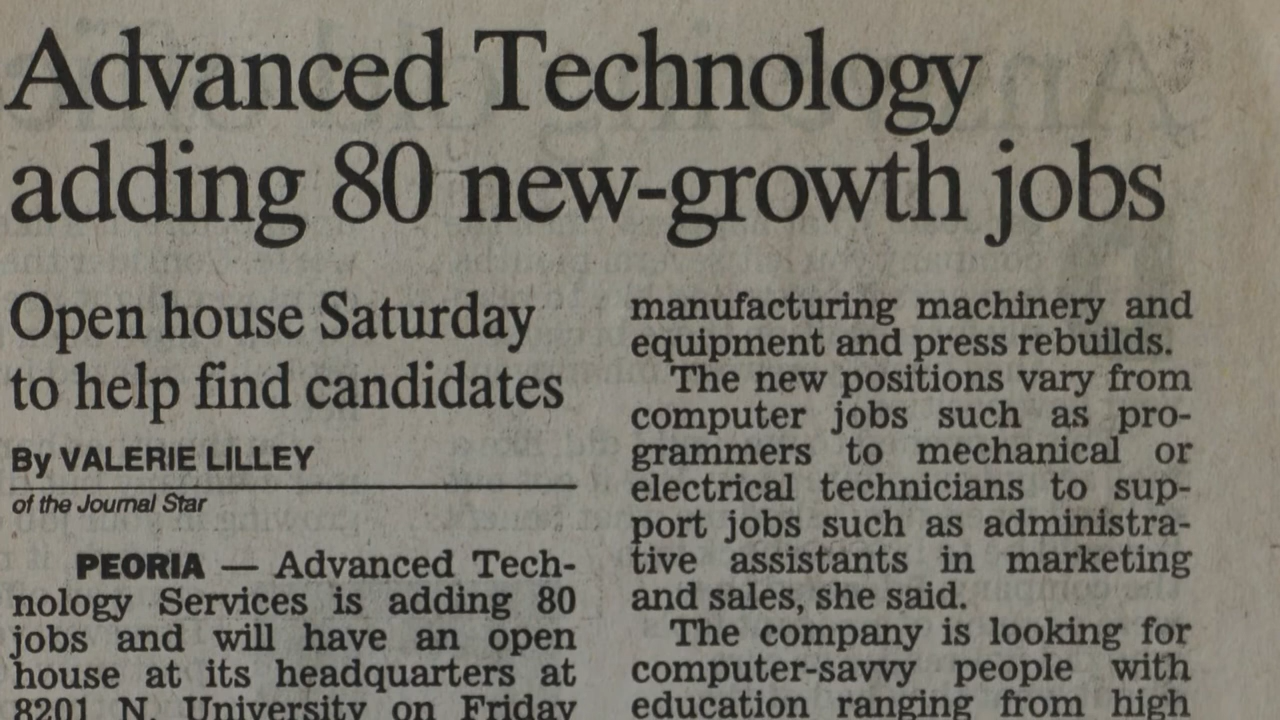 Advanced Technology
adding 80 new-growth jobs
Open house Saturday
to help find candidates
By VALERIE LILLEY
of the Journal Star
PEORIA — Advanced Tech-
nology Services is adding 80
jobs and will have an open
house at its headquarters at
8201 N. University on Friday
manufacturing machinery and
equipment and press rebuilds.
The new positions vary from
computer jobs such as pro-
grammers to mechanical or
electrical technicians to sup-
port jobs such as administra-
tive assistants in marketing
and sales, she said.
The company is looking for
computer-savvy people with
education ranging from high